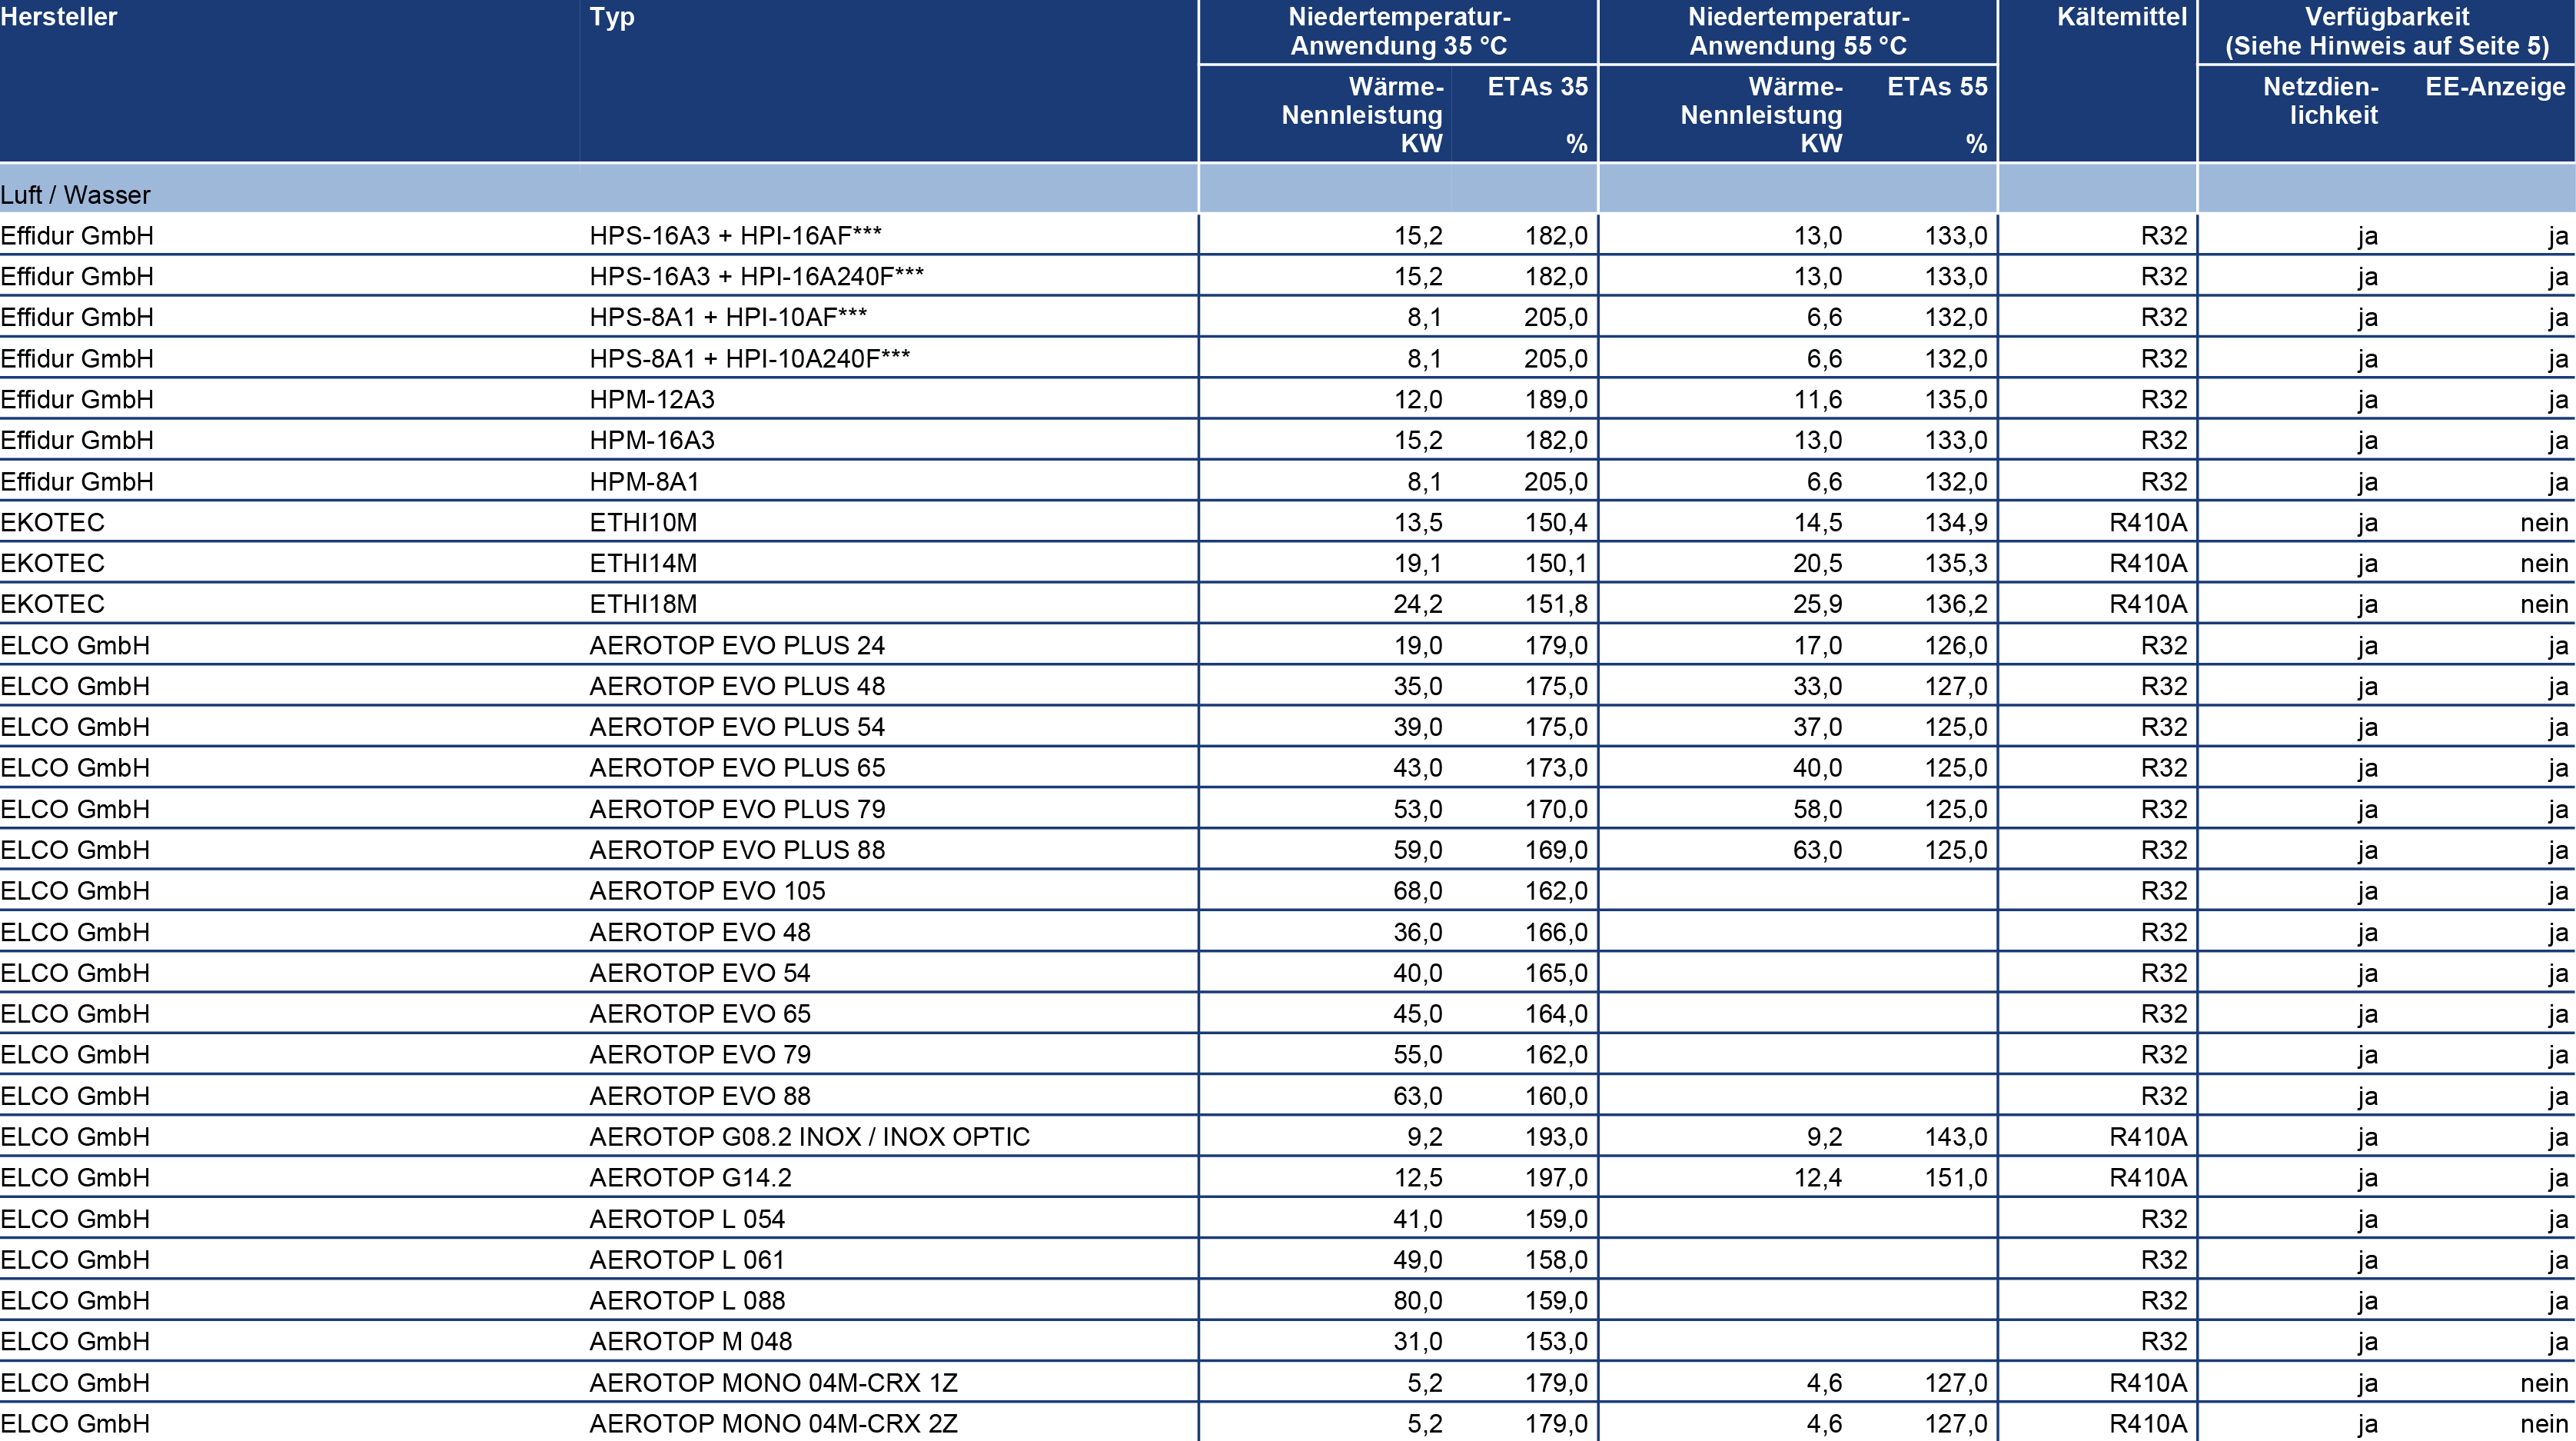 Hersteller Typ Niedertemperatur- Niedertemperatur- Kältemittel Verfügbarkeit
Anwendung 35 °C Anwendung 55 °C (Siehe Hinweis auf Seite 5)
Wärme- ETAs 35 Wärme- ETAs 55 Netzdien- EE-Anzeige
Nennleistung Nennleistung lichkeit
KW % KW %
Luft / Wasser
Effidur GmbH HPS-16A3 + HPI-16AF*** 15,2 182,0 13,0 133,0 R32 ja ja
Effidur GmbH HPS-16A3 + HPI-16A240F*** 15,2 182,0 13,0 133,0 R32 ja ja
Effidur GmbH HPS-8A1 + HPI-10AF*** 8,1 205,0 6,6 132,0 R32 ja ja
Effidur GmbH HPS-8A1 + HPI-10A240F*** 8,1 205,0 6,6 132,0 R32 ja ja
Effidur GmbH HPM-12A3 12,0 189,0 11,6 135,0 R32 ja ja
Effidur GmbH HPM-16A3 15,2 182,0 13,0 133,0 R32 ja ja
Effidur GmbH HPM-8A1 8,1 205,0 6,6 132,0 R32 ja ja
EKOTEC ETHI10M 13,5 150,4 14,5 134,9 R410A ja nein
EKOTEC ETHI14M 19,1 150,1 20,5 135,3 R410A ja nein
EKOTEC ETHI18M 24,2 151,8 25,9 136,2 R410A ja nein
ELCO GmbH AEROTOP EVO PLUS 24 19,0 179,0 17,0 126,0 R32 ja ja
ELCO GmbH AEROTOP EVO PLUS 48 35,0 175,0 33,0 127,0 R32 ja ja
ELCO GmbH AEROTOP EVO PLUS 54 39,0 175,0 37,0 125,0 R32 ja ja
ELCO GmbH AEROTOP EVO PLUS 65 43,0 173,0 40,0 125,0 R32 ja ja
ELCO GmbH AEROTOP EVO PLUS 79 53,0 170,0 58,0 125,0 R32 ja ja
ELCO GmbH AEROTOP EVO PLUS 88 59,0 169,0 63,0 125,0 R32 ja ja
ELCO GmbH AEROTOP EVO 105 68,0 162,0 R32 ja ja
ELCO GmbH AEROTOP EVO 48 36,0 166,0 R32 ja ja
ELCO GmbH AEROTOP EVO 54 40,0 165,0 R32 ja ja
ELCO GmbH AEROTOP EVO 65 45,0 164,0 R32 ja ja
ELCO GmbH AEROTOP EVO 79 55,0 162,0 R32 ja ja
ELCO GmbH AEROTOP EVO 88 63,0 160,0 R32 ja ja
ELCO GmbH AEROTOP G08.2 INOX / INOX OPTIC 9,2 193,0 9,2 143,0 R410A ja ja
ELCO GmbH AEROTOP G14.2 12,5 197,0 12,4 151,0 R410A ja ja
ELCO GmbH AEROTOP L 054 41,0 159,0 R32 ja ja
ELCO GmbH AEROTOP L 061 49,0 158,0 R32 ja ja
ELCO GmbH AEROTOP L 088 80,0 159,0 R32 ja ja
ELCO GmbH AEROTOP M 048 31,0 153,0 R32 ja ja
ELCO GmbH AEROTOP MONO 04M-CRX 1Z 5,2 179,0 4,6 127,0 R410A ja nein
ELCO GmbH AEROTOP MONO 04M-CRX 2Z 5,2 179,0 4,6 127,0 R410A ja nein